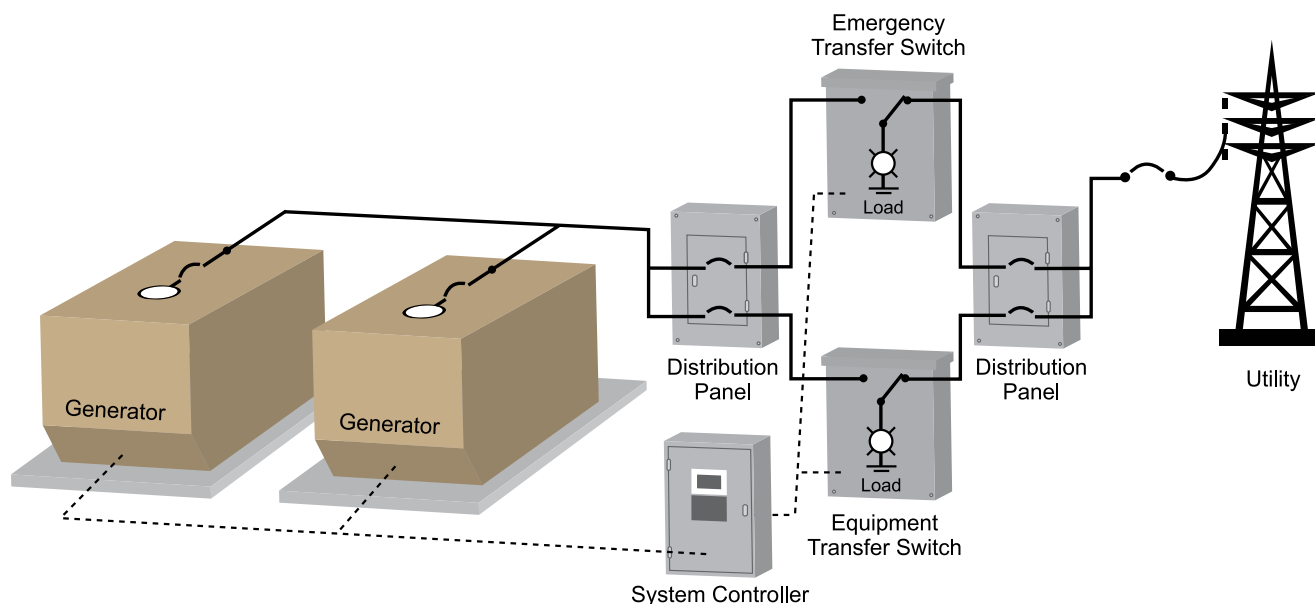 Emergency
Transfer Switch
Load
Distribution
Panel
Distribution
Panel
Utility
Generator
Generator
Load
Equipment
Transfer Switch
System Controller